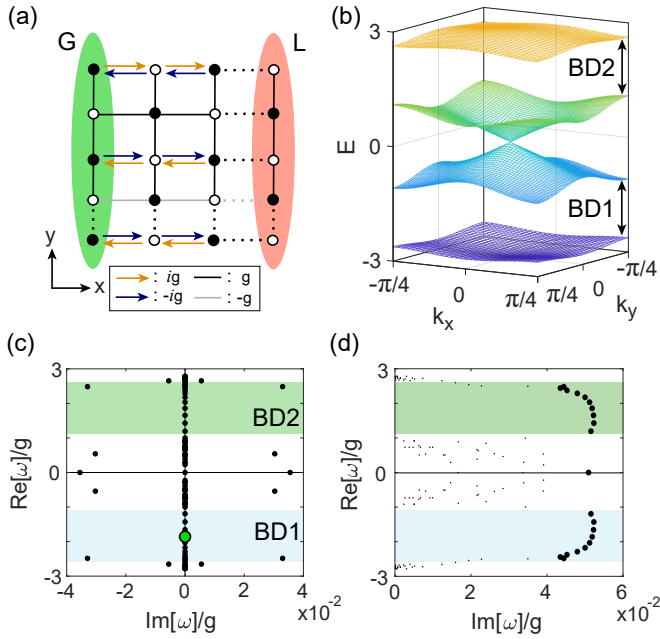 (a)
G
L
y
x
: ig
: g
: -ig
: -g
(b)
3
0
-3
E
BD2
BD1
-π/4
0
π/4
k_x
π/4
0
-π/4
k_y
(c)
3
0
-3
Re[ω]/g
BD2
BD1
-4
-2
0
2
4
×10⁻²
Im[ω]/g
(d)
3
0
-3
Re[ω]/g
0
2
4
6
×10⁻²
Im[ω]/g